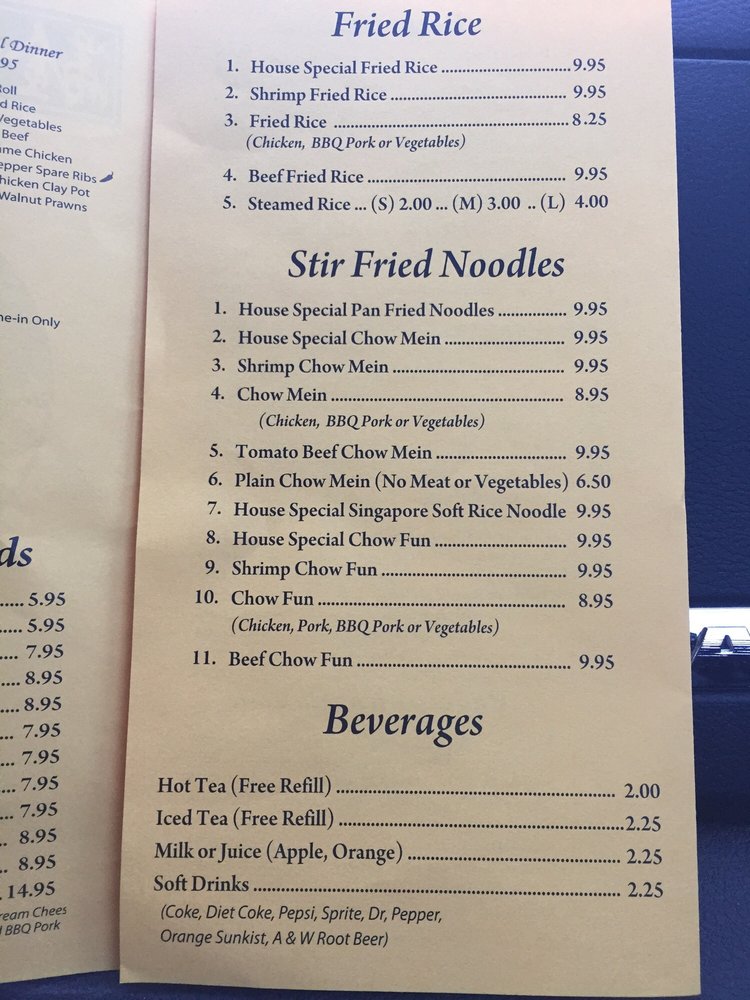 l Dinner
95
oll
d Rice
Vegetables
Beef
me Chicken
epper Spare Ribs
hicken Clay Pot
Walnut Prawns
ne-in Only
ds
..... 5.95
..... 5.95
.... 7.95
.... 8.95
.... 8.95
... 7.95
... 7.95
... 7.95
... 7.95
.. 8.95
.. 8.95
. 14.95
ream Chees
BBQ Pork
Fried Rice
1. House Special Fried Rice ..............................9.95
2. Shrimp Fried Rice ......................................... 9.95
3. Fried Rice ......................................................8.25
(Chicken, BBQ Pork or Vegetables)
4. Beef Fried Rice .............................................. 9.95
5. Steamed Rice ... (S) 2.00 ... (M) 3.00 .. (L) 4.00
Stir Fried Noodles
1. House Special Pan Fried Noodles ................ 9.95
2. House Special Chow Mein ............................ 9.95
3. Shrimp Chow Mein ........................................ 9.95
4. Chow Mein ...................................................... 8.95
(Chicken, BBQ Pork or Vegetables)
5. Tomato Beef Chow Mein .............................. 9.95
6. Plain Chow Mein (No Meat or Vegetables) 6.50
7. House Special Singapore Soft Rice Noodle 9.95
8. House Special Chow Fun .............................. 9.95
9. Shrimp Chow Fun .......................................... 9.95
10. Chow Fun ......................................................... 8.95
(Chicken, Pork, BBQ Pork or Vegetables)
11. Beef Chow Fun ................................................ 9.95
Beverages
Hot Tea (Free Refill) ............................................................... 2.00
Iced Tea (Free Refill) ...............................................................2.25
Milk or Juice (Apple, Orange) ................................................ 2.25
Soft Drinks ................................................................................. 2.25
(Coke, Diet Coke, Pepsi, Sprite, Dr, Pepper,
Orange Sunkist, A & W Root Beer)